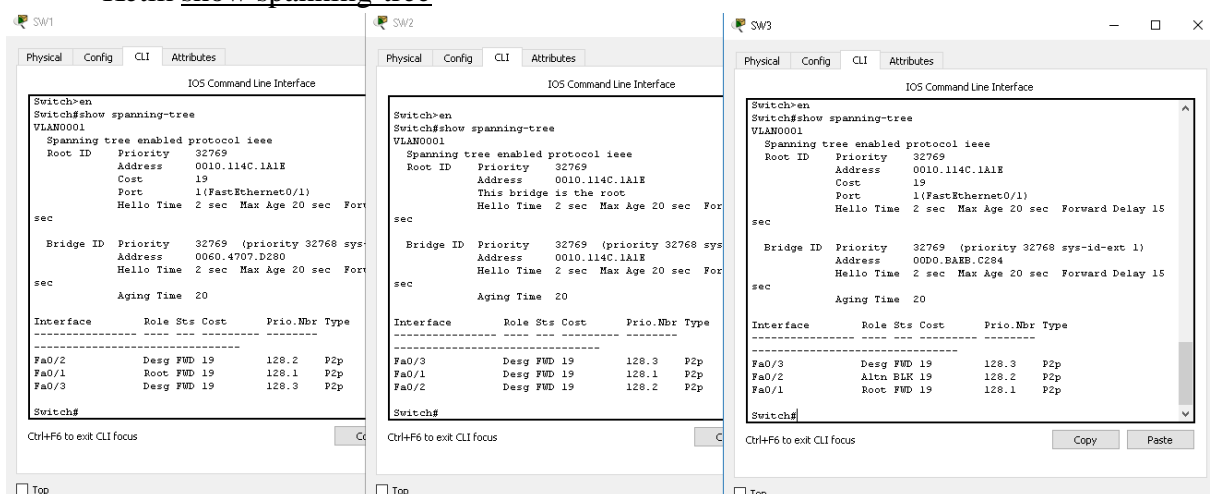 show spanning-tree
SW1
Physical Config CLI Attributes
IOS Command Line Interface
Switch>en
Switch#show spanning-tree
VLAN0001
Spanning tree enabled protocol ieee
Root ID Priority 32769
Address 0010.114C.1A1E
Cost 19
Port 1(FastEthernet0/1)
Hello Time 2 sec Max Age 20 sec Forw
sec
Bridge ID Priority 32769 (priority 32768 sys-
Address 0060.4707.D280
Hello Time 2 sec Max Age 20 sec Forw
sec
Aging Time 20
Interface Role Sts Cost Prio.Nbr Type
---------------- ---- --- --------- -------- --------------------------------
Fa0/2 Desg FWD 19 128.2 P2p
Fa0/1 Root FWD 19 128.1 P2p
Fa0/3 Desg FWD 19 128.3 P2p
Switch#
Ctrl+F6 to exit CLI focus
Top
SW2
Physical Config CLI Attributes
IOS Command Line Interface
Switch>en
Switch#show spanning-tree
VLAN0001
Spanning tree enabled protocol ieee
Root ID Priority 32769
Address 0010.114C.1A1E
This bridge is the root
Hello Time 2 sec Max Age 20 sec For
sec
Bridge ID Priority 32769 (priority 32768 sys
Address 0010.114C.1A1E
Hello Time 2 sec Max Age 20 sec For
sec
Aging Time 20
Interface Role Sts Cost Prio.Nbr Type
---------------- ---- --- --------- -------- --------------------------------
Fa0/3 Desg FWD 19 128.3 P2p
Fa0/1 Desg FWD 19 128.1 P2p
Fa0/2 Desg FWD 19 128.2 P2p
Switch#
Ctrl+F6 to exit CLI focus
Top
SW3
Physical Config CLI Attributes
IOS Command Line Interface
Switch>en
Switch#show spanning-tree
VLAN0001
Spanning tree enabled protocol ieee
Root ID Priority 32769
Address 0010.114C.1A1E
Cost 19
Port 1(FastEthernet0/1)
Hello Time 2 sec Max Age 20 sec Forward Delay 15
sec
Bridge ID Priority 32769 (priority 32768 sys-id-ext 1)
Address 00D0.BAEB.C284
Hello Time 2 sec Max Age 20 sec Forward Delay 15
sec
Aging Time 20
Interface Role Sts Cost Prio.Nbr Type
---------------- ---- --- --------- -------- --------------------------------
Fa0/3 Desg FWD 19 128.3 P2p
Fa0/2 Altn BLK 19 128.2 P2p
Fa0/1 Root FWD 19 128.1 P2p
Switch#
Ctrl+F6 to exit CLI focus Copy Paste
Top